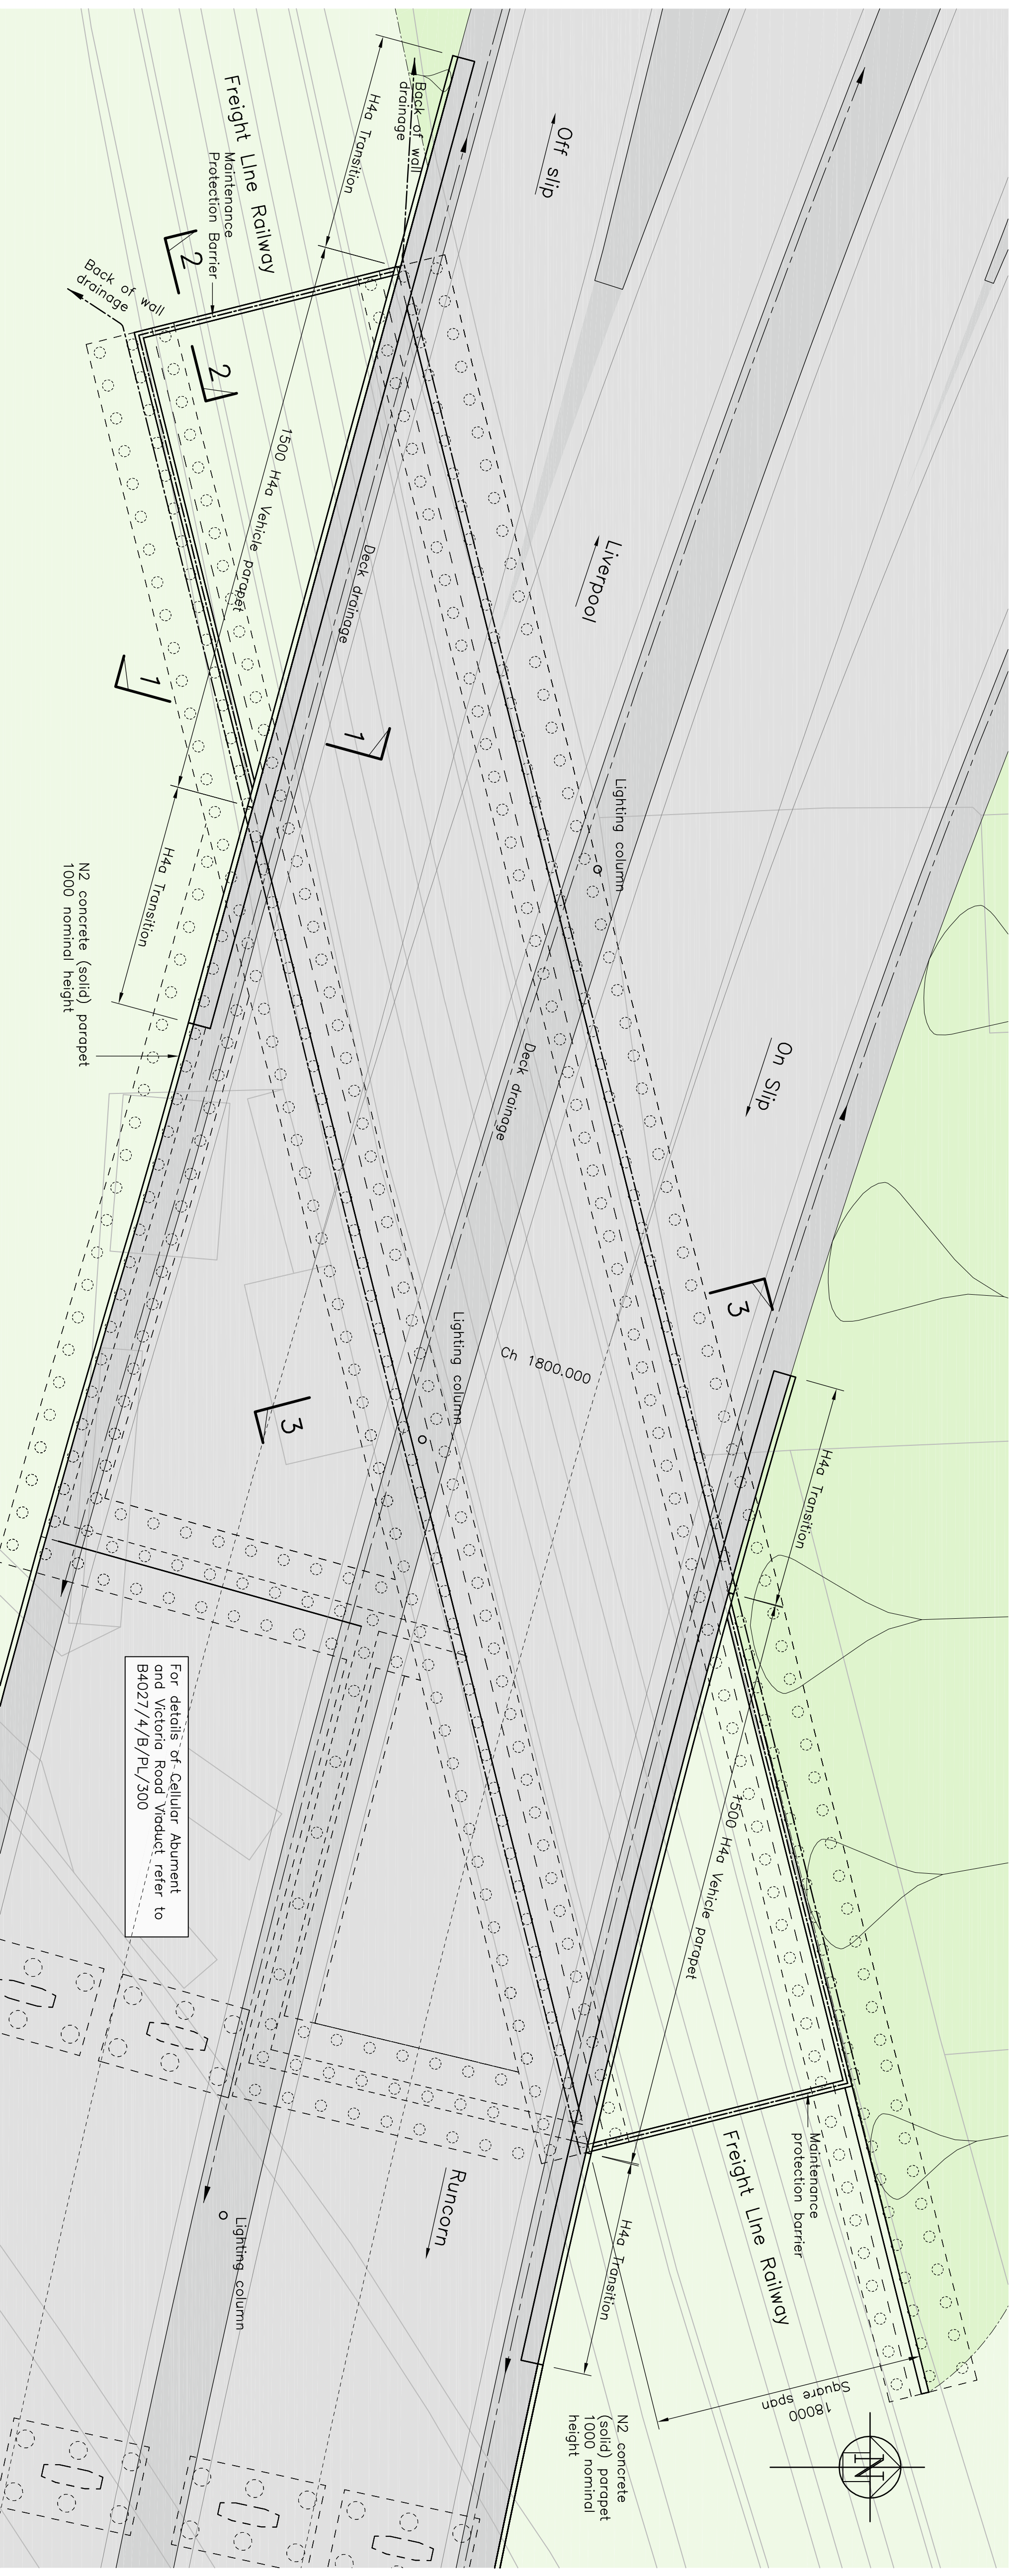 Off slip
Back of wall
drainage
H4a Transition
Freight LIne Railway
Maintenance
Protection Barrier
2
Back of wall
drainage
2
1500 H4a Vehicle parapet
Deck drainage
Liverpool
1
1
Lighting column
H4a Transition
N2 concrete (solid) parapet
1000 nominal height
On Slip
Deck drainage
3
Lighting column
Ch 1800.000
3
H4a Transition
For details of Cellular Abument
and Victoria Road Viaduct refer to
B4027/4/B/PL/300
1500 H4a Vehicle parapet
Maintenance
protection barrier
Freight LIne Railway
Runcorn
Lighting column
H4a Transition
18000
Square span
N2 concrete
(solid) parapet
1000 nominal
height
N